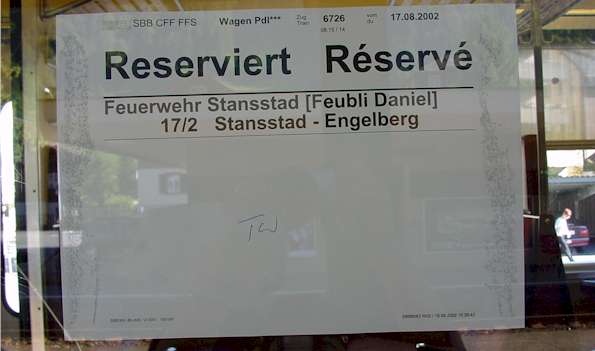 SBB CFF FFS Wagen Pdl*** Zug Train 6726 vom du 17.08.2002
Reserviert Réservé
Feuerwehr Stansstad [Feubli Daniel]
17/2 Stansstad - Engelberg